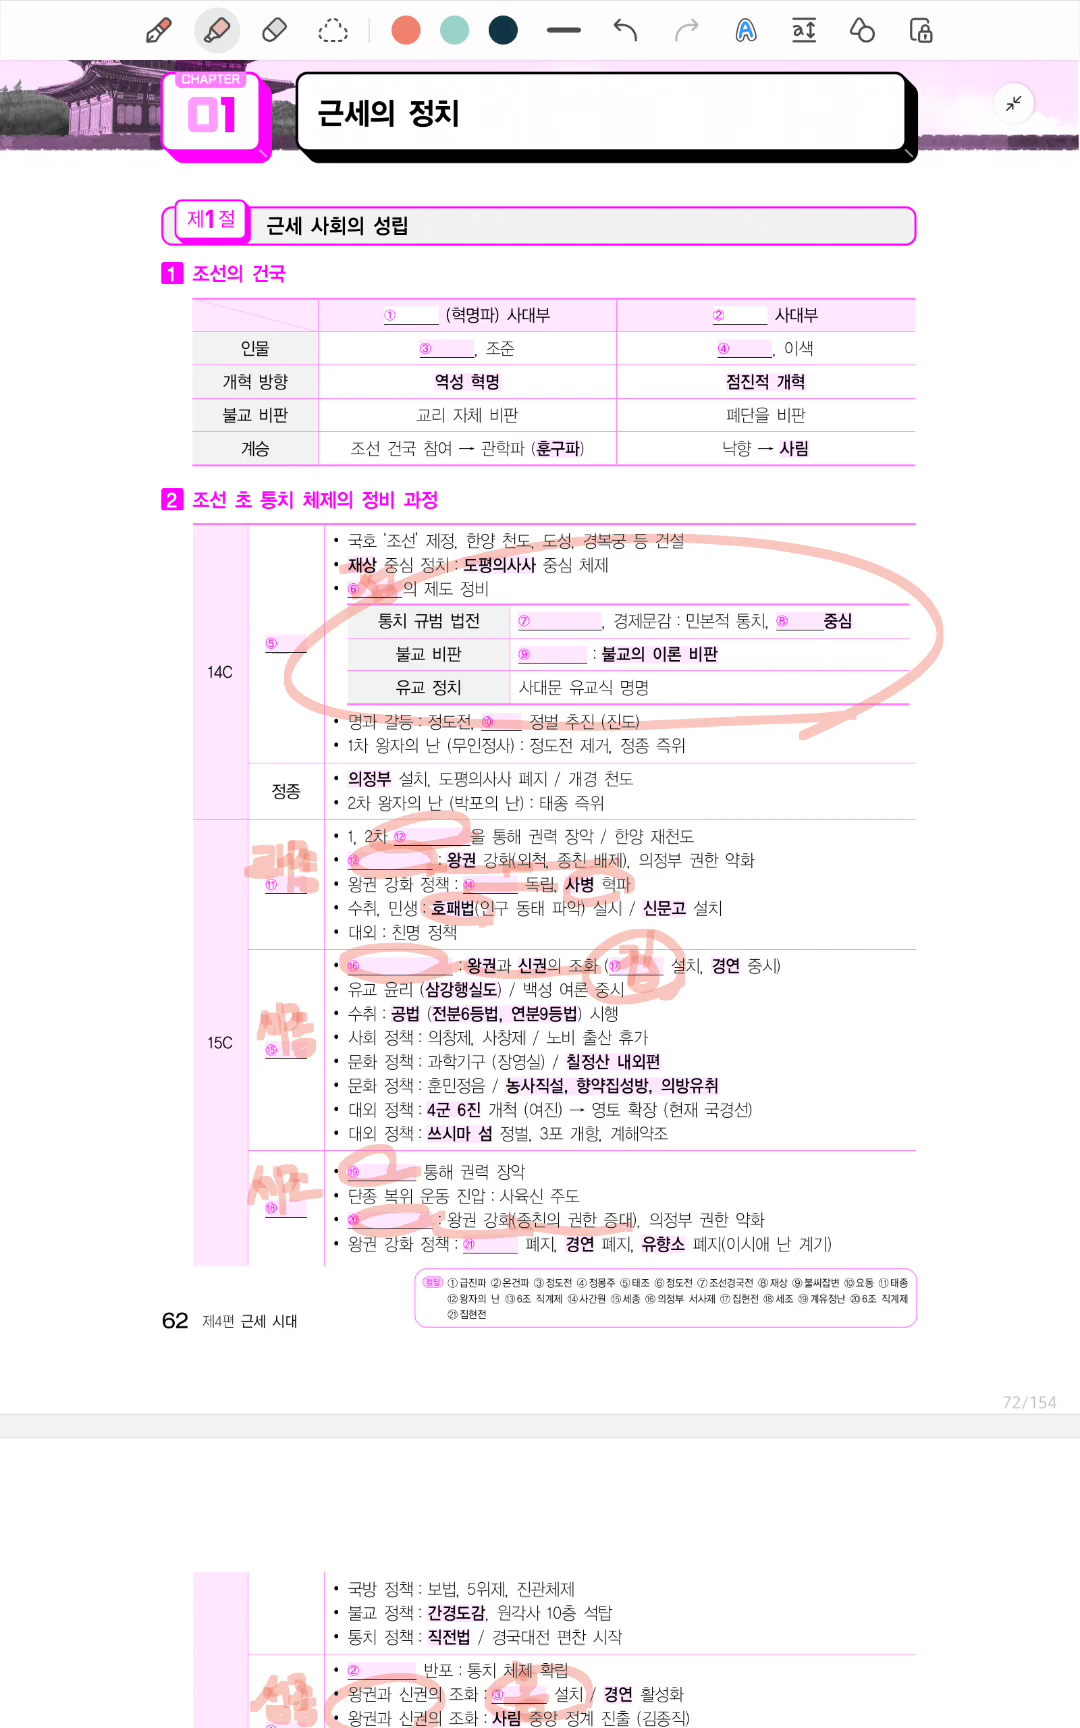 CHAPTER
01
근세의 정치
제1절 근세 사회의 성립
1 조선의 건국
① (혁명파) 사대부 ② 사대부
인물 ③ , 조준 ④ , 이색
개혁 방향 역성 혁명 점진적 개혁
불교 비판 교리 자체 비판 폐단을 비판
계승 조선 건국 참여 → 관학파 (훈구파) 낙향 → 사림
2 조선 초 통치 체제의 정비 과정
14C
⑤
• 국호 '조선' 제정, 한양 천도, 도성, 경복궁 등 건설
• 재상 중심 정치 : 도평의사사 중심 체제
• ⑥ 의 제도 정비
통치 규범 법전 ⑦ , 경제문감 : 민본적 통치, ⑧ 중심
불교 비판 ⑨ : 불교의 이론 비판
유교 정치 사대문 유교식 명명
• 명과 갈등 : 정도전, ⑩ 정벌 추진 (진도)
• 1차 왕자의 난 (무인정사) : 정도전 제거, 정종 즉위
정종
• 의정부 설치, 도평의사사 폐지 / 개경 천도
• 2차 왕자의 난 (박포의 난) : 태종 즉위
15C
태종
⑪
• 1, 2차 ⑫ 을 통해 권력 장악 / 한양 재천도
• ⑬ : 왕권 강화(외척, 종친 배제), 의정부 권한 약화
• 왕권 강화 정책 : ⑭ 독립, 사병 혁파
• 수취, 민생 : 호패법(인구 동태 파악) 실시 / 신문고 설치
• 대외 : 친명 정책
세종
⑮
• ⑯ : 왕권과 신권의 조화 (⑰ 설치, 경연 중시)
집
• 유교 윤리 (삼강행실도) / 백성 여론 중시
• 수취 : 공법 (전분6등법, 연분9등법) 시행
• 사회 정책 : 의창제, 사창제 / 노비 출산 휴가
• 문화 정책 : 과학기구 (장영실) / 칠정산 내외편
• 문화 정책 : 훈민정음 / 농사직설, 향약집성방, 의방유취
• 대외 정책 : 4군 6진 개척 (여진) → 영토 확장 (현재 국경선)
• 대외 정책 : 쓰시마 섬 정벌, 3포 개항, 계해약조
세조
⑱
• ⑲ 통해 권력 장악
• 단종 복위 운동 진압 : 사육신 주도
• ⑳ : 왕권 강화(종친의 권한 증대), 의정부 권한 약화
• 왕권 강화 정책 : ㉑ 폐지, 경연 폐지, 유향소 폐지(이시애 난 계기)
정답 ①급진파 ②온건파 ③정도전 ④정몽주 ⑤태조 ⑥정도전 ⑦조선경국전 ⑧재상 ⑨불씨잡변 ⑩요동 ⑪태종
⑫왕자의 난 ⑬6조 직계제 ⑭사간원 ⑮세종 ⑯의정부 서사제 ⑰집현전 ⑱세조 ⑲계유정난 ⑳6조 직계제
㉑집현전
62 제4편 근세 시대
72/154
• 국방 정책 : 보법, 5위제, 진관체제
• 불교 정책 : 간경도감, 원각사 10층 석탑
• 통치 정책 : 직전법 / 경국대전 편찬 시작
성종
• ② 반포 : 통치 체제 확립
• 왕권과 신권의 조화 : ③ 설치 / 경연 활성화
홍
• 왕권과 신권의 조화 : 사림 중앙 정계 진출 (김종직)